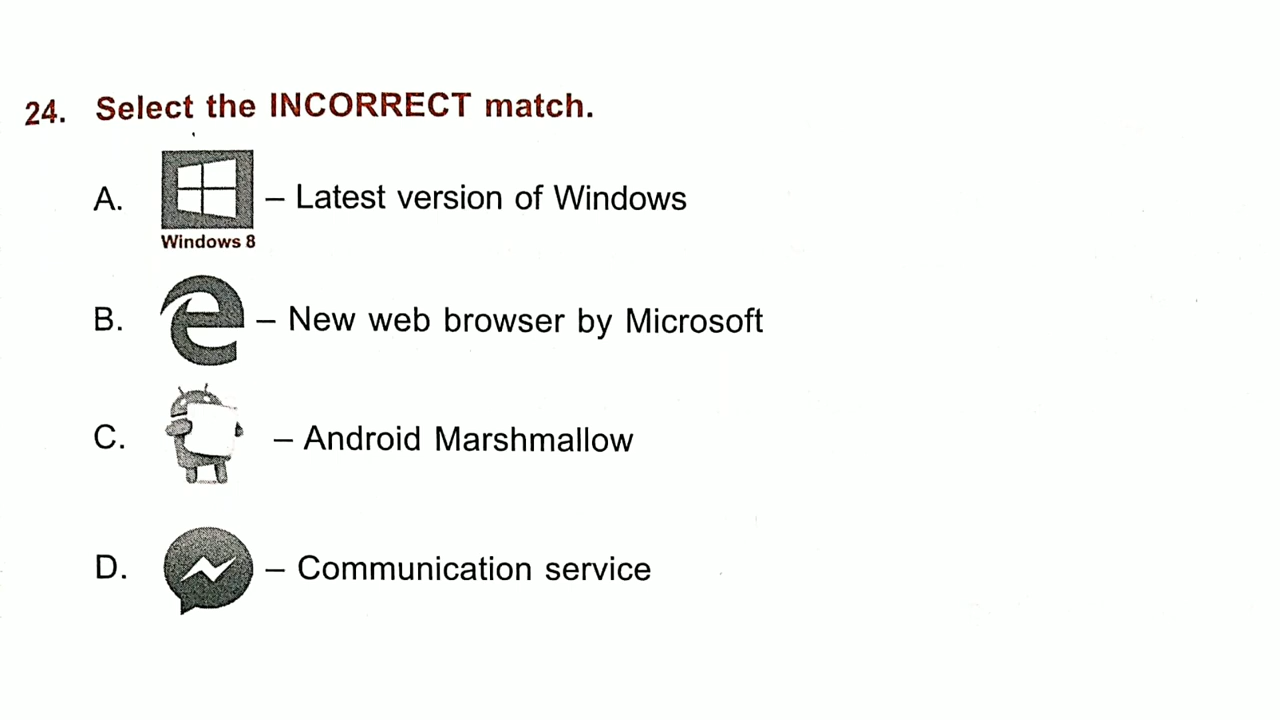 24. Select the INCORRECT match.
A. – Latest version of Windows
Windows 8
B. – New web browser by Microsoft
C. – Android Marshmallow
D. – Communication service